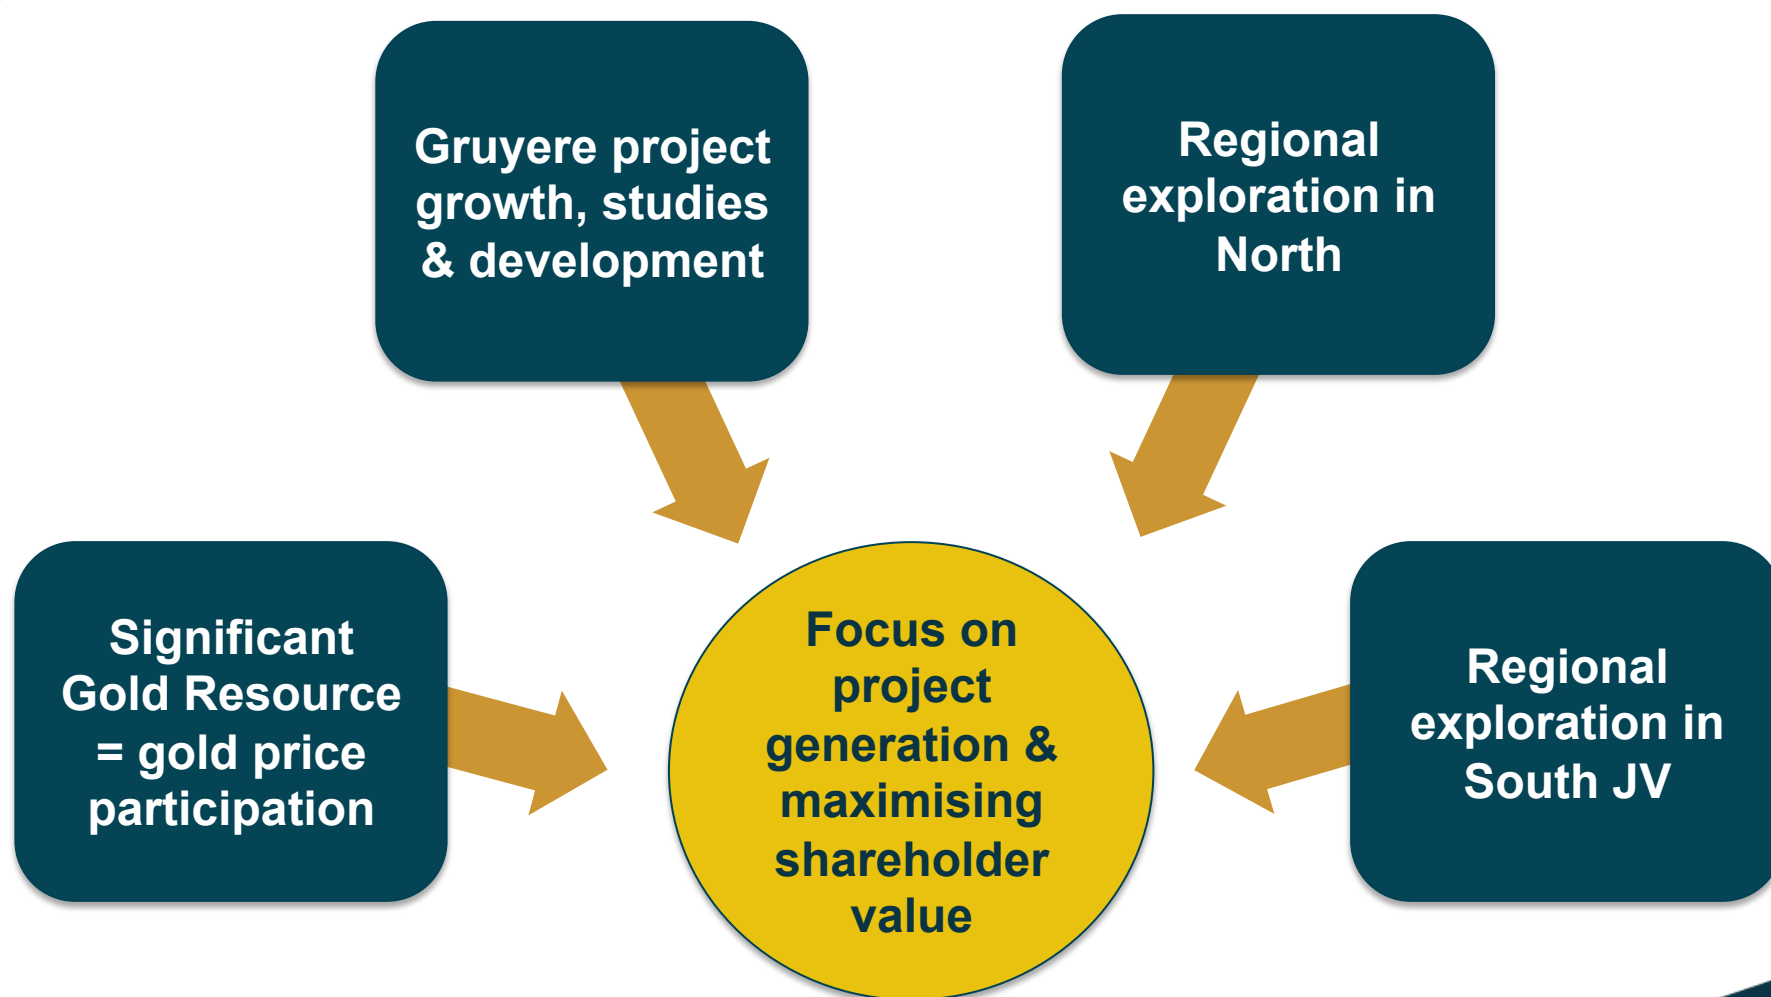 Gruyere project
growth, studies
& development
Regional
exploration in
North
Significant
Gold Resource
= gold price
participation
Focus on
project
generation &
maximising
shareholder
value
Regional
exploration in
South JV